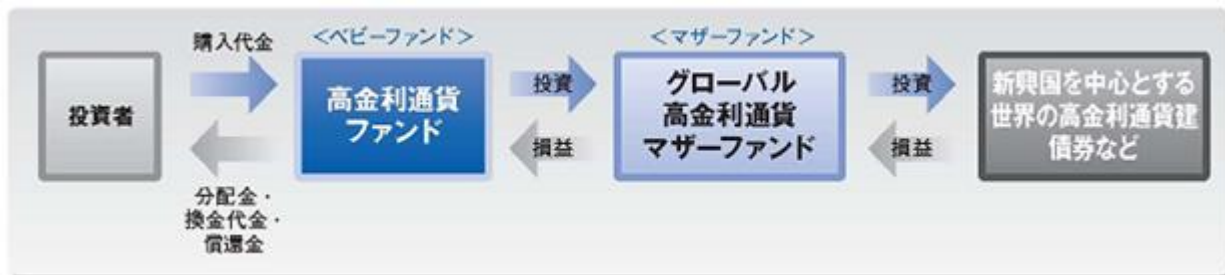 投資者
購入代金
分配金・
換金代金・
償還金
<ベビーファンド>
高金利通貨
ファンド
投資
損益
<マザーファンド>
グローバル
高金利通貨
マザーファンド
投資
損益
新興国を中心とする
世界の高金利通貨建
債券など